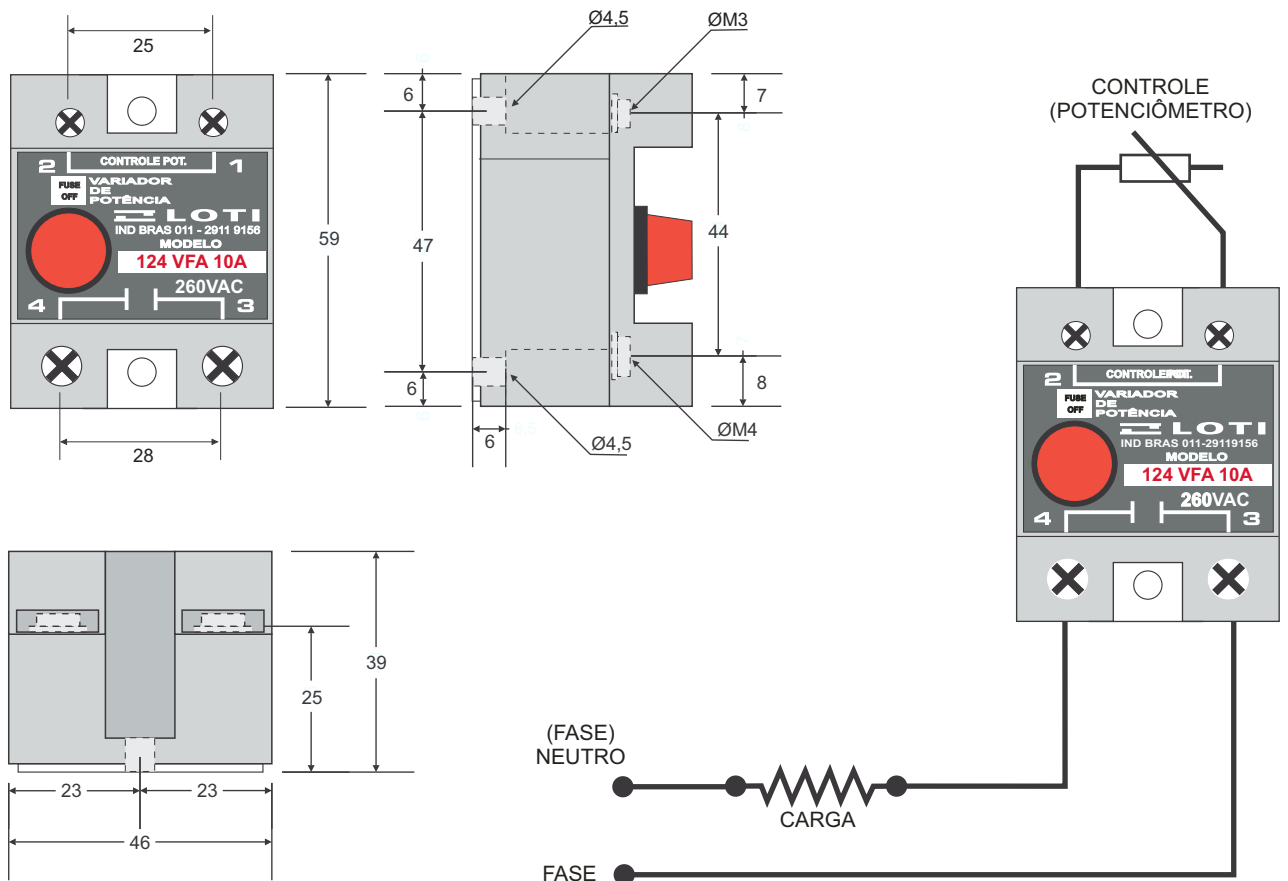 25
2 CONTROLE POT. 1
FUSE OFF
VARIADOR
DE
POTÊNCIA
LOTI
IND BRAS 011 - 2911 9156
MODELO
124 VFA 10A
260VAC
4 3
28
59
Ø4,5
ØM3
6
7
47
44
6
8
6
Ø4,5
ØM4
39
25
23 23
46
CONTROLE
(POTENCIÔMETRO)
2 CONTROLE
FUSE OFF
VARIADOR
DE
POTÊNCIA
LOTI
IND BRAS 011-29119156
MODELO
124 VFA 10A
260VAC
4 3
(FASE)
NEUTRO
CARGA
FASE